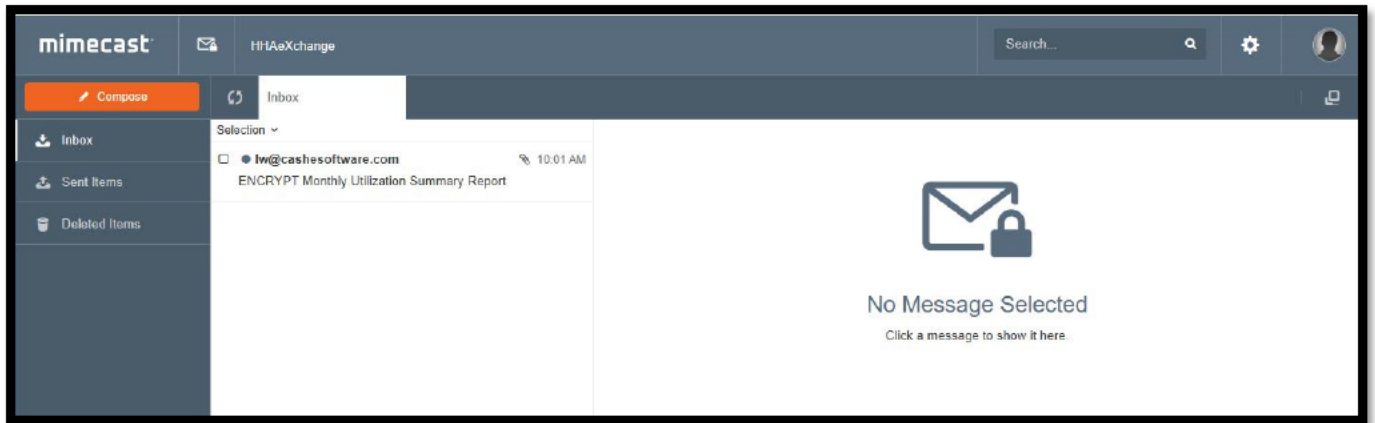 mimecast
HHAeXchange
Search...
Compose
Inbox
Inbox
Sent Items
Deleted Items
Selection
lw@cashesoftware.com 10:01 AM
ENCRYPT Monthly Utilization Summary Report
No Message Selected
Click a message to show it here.